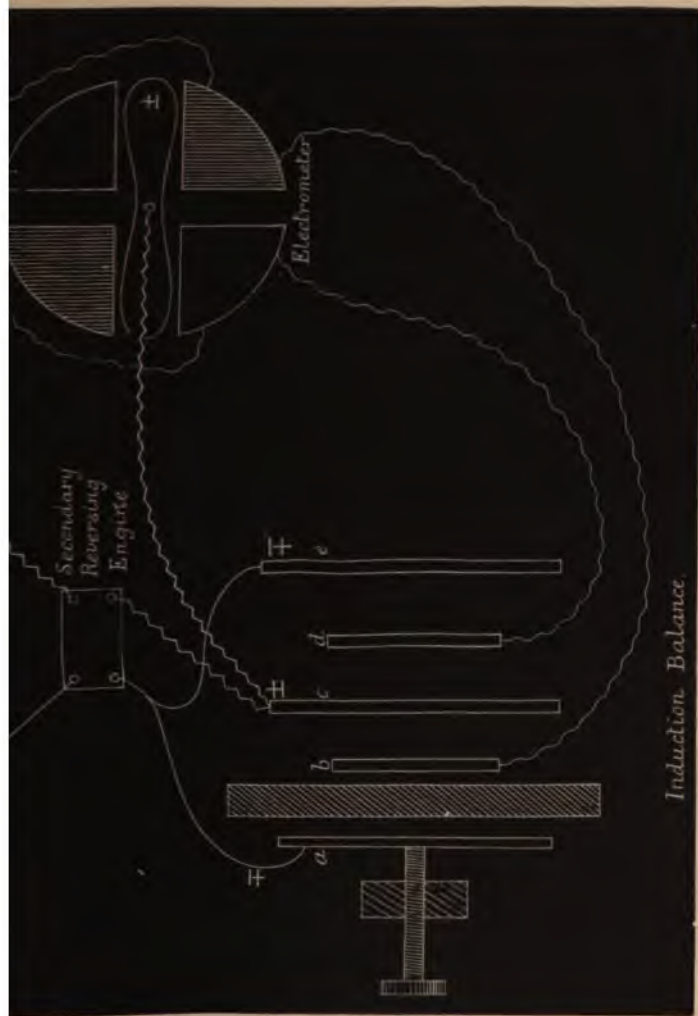 Electrometer
Secondary
Reversing
Engine
±
∓
∓
±
a
b
c
d
e
Induction Balance.